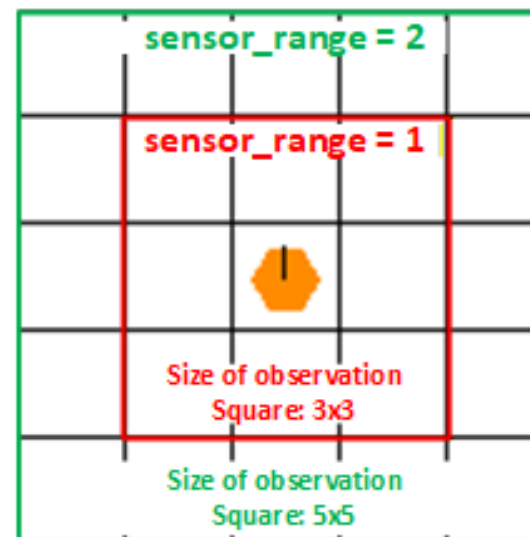 sensor_range = 2
sensor_range = 1
Size of observation
Square: 3x3
Size of observation
Square: 5x5